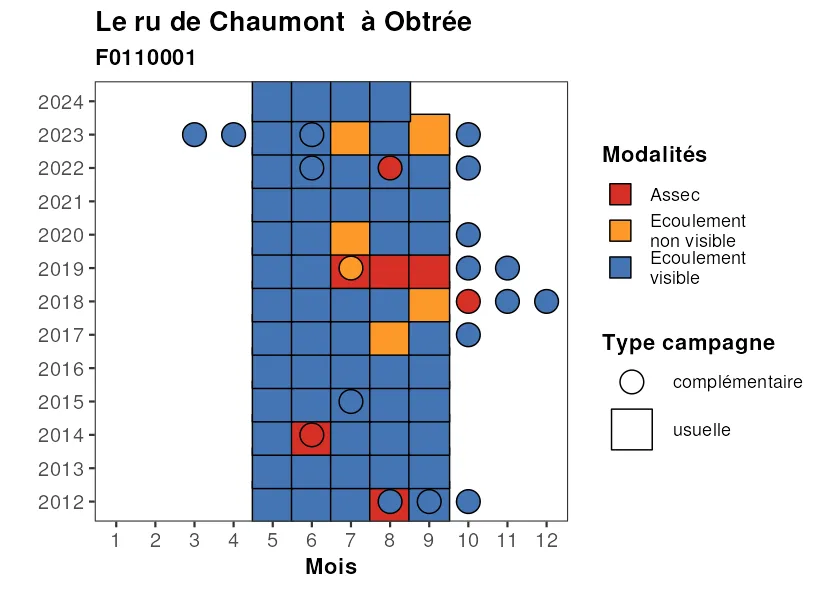 Le ru de Chaumont  à Obtrée
F0110001
2024
2023
2022
2021
2020
2019
2018
2017
2016
2015
2014
2013
2012
1 2 3 4 5 6 7 8 9 10 11 12
Mois
Modalités
Assec
Ecoulement
non visible
Ecoulement
visible
Type campagne
complémentaire
usuelle